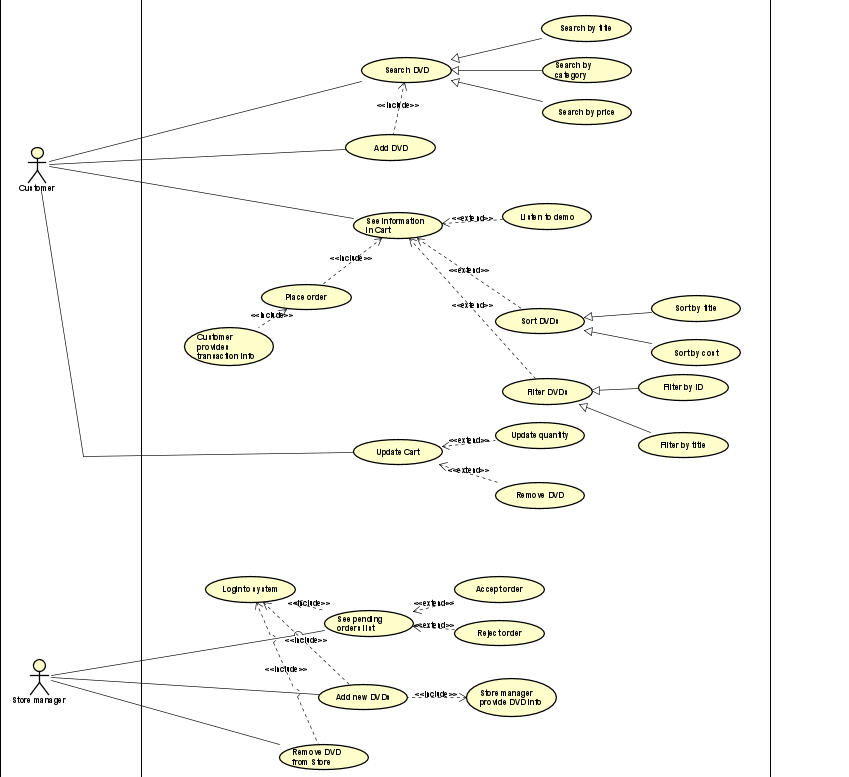 Search by title
Search DVD
Search by
category
<<include>>
Search by price
Add DVD
Customer
See information
in Cart
<<extend>>
Listen to demo
<<include>>
<<extend>>
Place order
<<extend>>
Sort by title
<<include>>
Sort DVDs
Customer
provides
transaction info
Sort by cost
Filter DVDs
Filter by ID
Update quantity
<<extend>>
Filter by title
Update Cart
<<extend>>
Remove DVD
Login to system
Accept order
<<include>>
<<extend>>
See pending
orders list
<<extend>>
Reject order
<<include>>
<<include>>
Store manager
Add new DVDs
<<include>>
Store manager
provide DVD info
Remove DVD
from Store